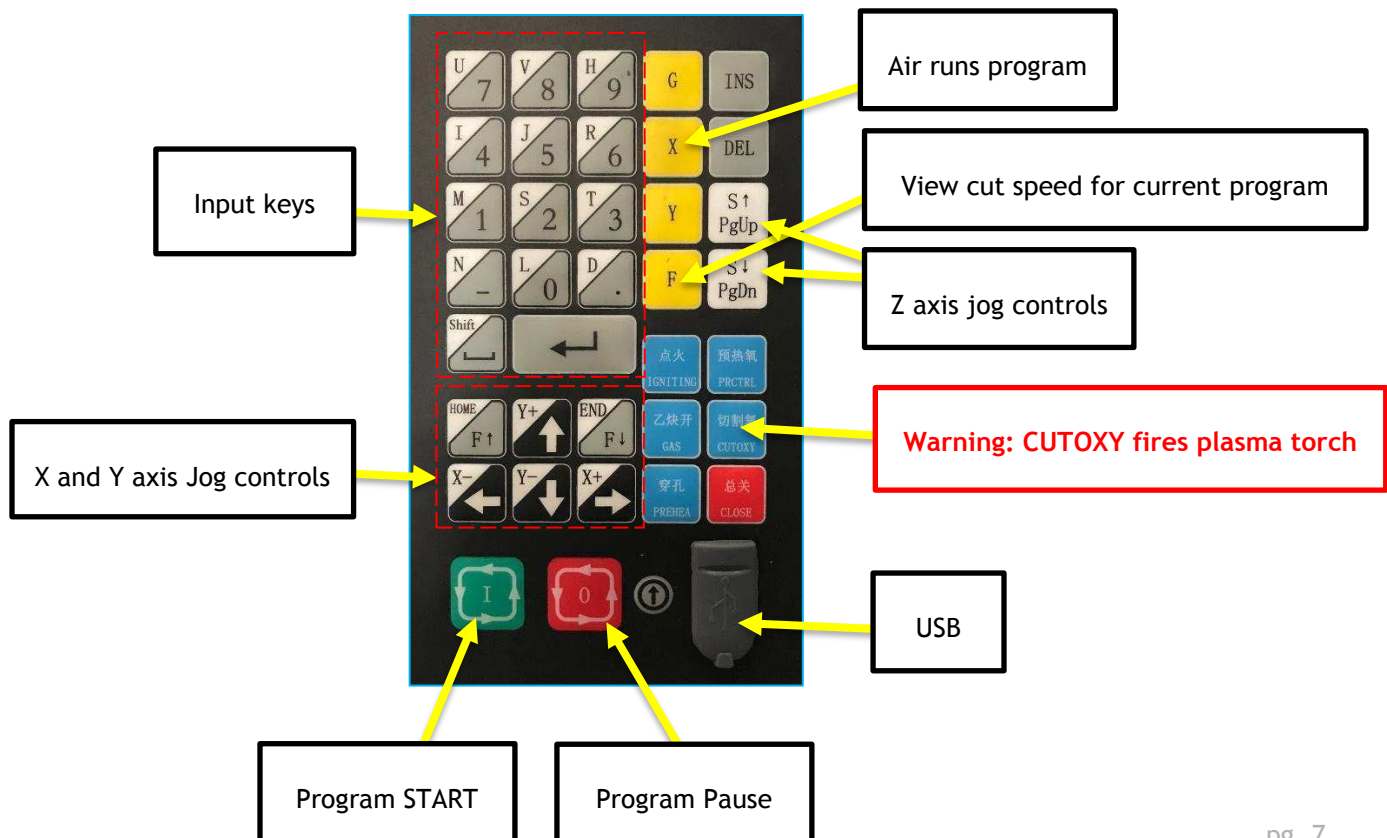 Air runs program
View cut speed for current program
Z axis jog controls
Warning: CUTOXY fires plasma torch
USB
Input keys
X and Y axis Jog controls
Program START
Program Pause
U 7 V 8 H 9 G INS
I 4 J 5 R 6 X DEL
M 1 S 2 T 3 Y S↑ PgUp
N - L 0 D . F S↓ PgDn
Shift
点火 预热氧
IGNITING PRCTRL
HOME F↑ Y+ END F↓
乙炔开 切割氧
GAS CUTOXY
X- Y- X+
穿孔 总关
PREHEA CLOSE
I 0
pg. 7